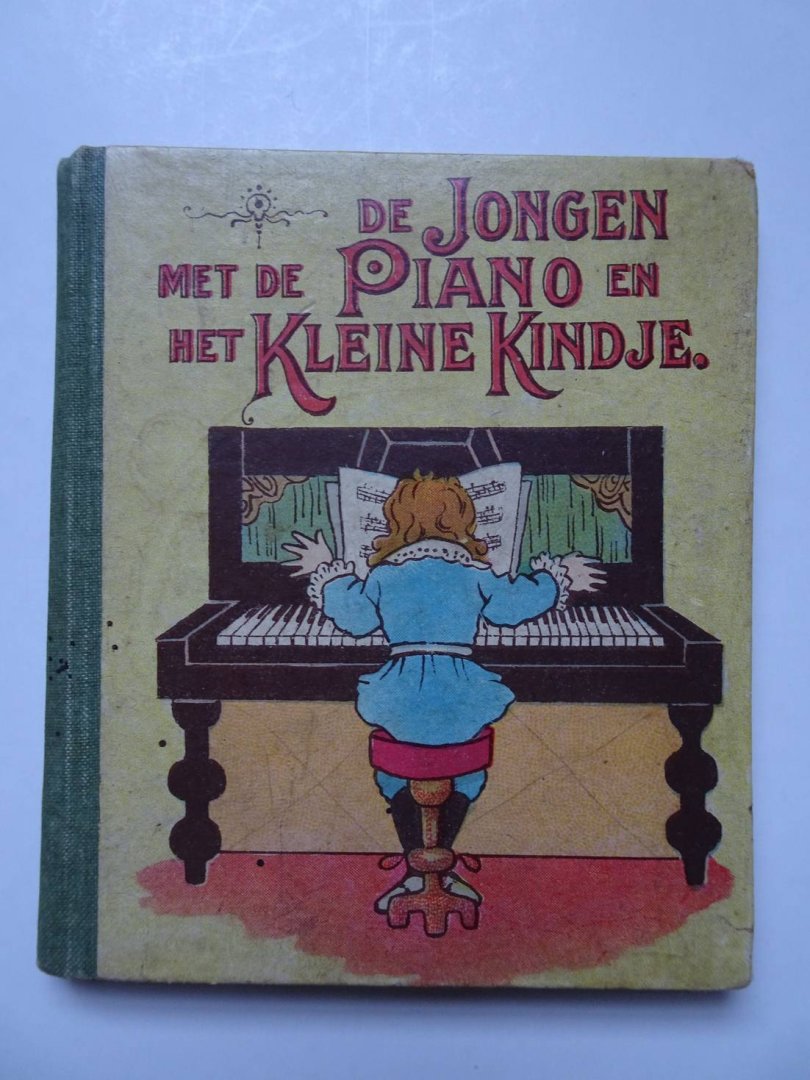 DE JONGEN
MET DE PIANO EN
HET KLEINE KINDJE.